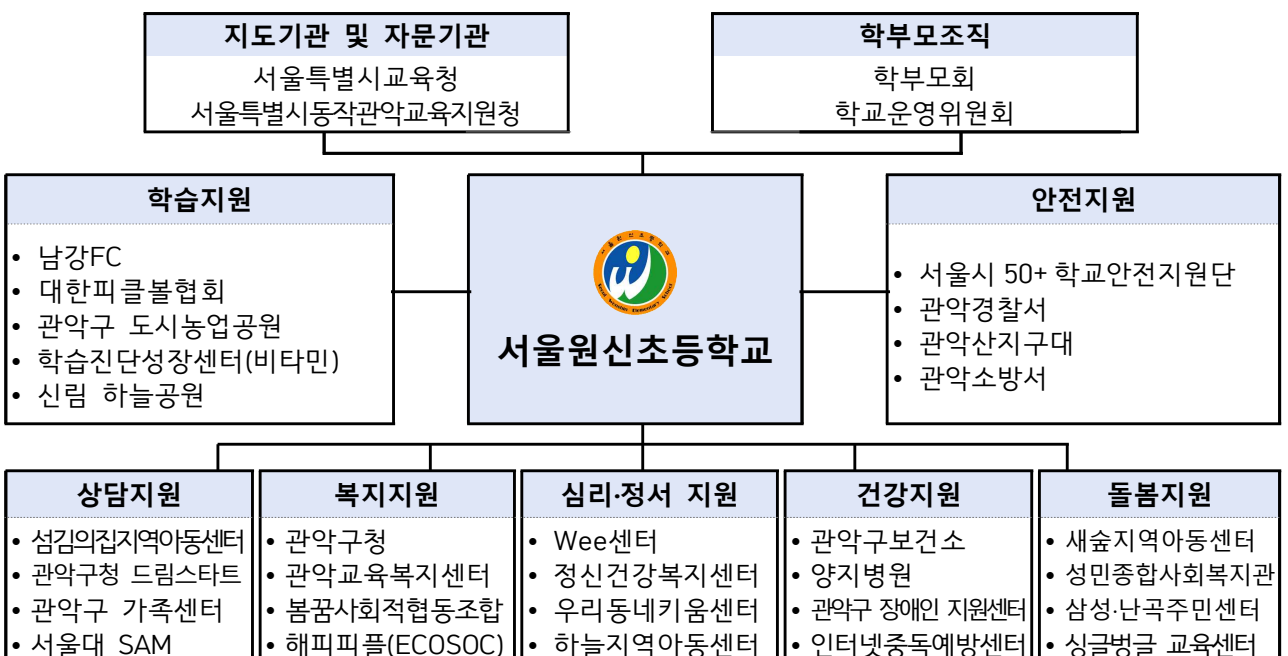 지도기관 및 자문기관
서울특별시교육청
서울특별시동작관악교육지원청
학부모조직
학부모회
학교운영위원회
학습지원
• 남강FC
• 대한피클볼협회
• 관악구 도시농업공원
• 학습진단성장센터(비타민)
• 신림 하늘공원
서울원신초등학교
서울원신초등학교
안전지원
• 서울시 50+ 학교안전지원단
• 관악경찰서
• 관악산지구대
• 관악소방서
상담지원
• 섬김의집지역아동센터
• 관악구청 드림스타트
• 관악구 가족센터
• 서울대 SAM
복지지원
• 관악구청
• 관악교육복지센터
• 봄꿈사회적협동조합
• 해피피플(ECOSOC)
심리·정서 지원
• Wee센터
• 정신건강복지센터
• 우리동네키움센터
• 하늘지역아동센터
건강지원
• 관악구보건소
• 양지병원
• 관악구 장애인 지원센터
• 인터넷중독예방센터
돌봄지원
• 새숲지역아동센터
• 성민종합사회복지관
• 삼성·난곡주민센터
• 싱글벙글 교육센터